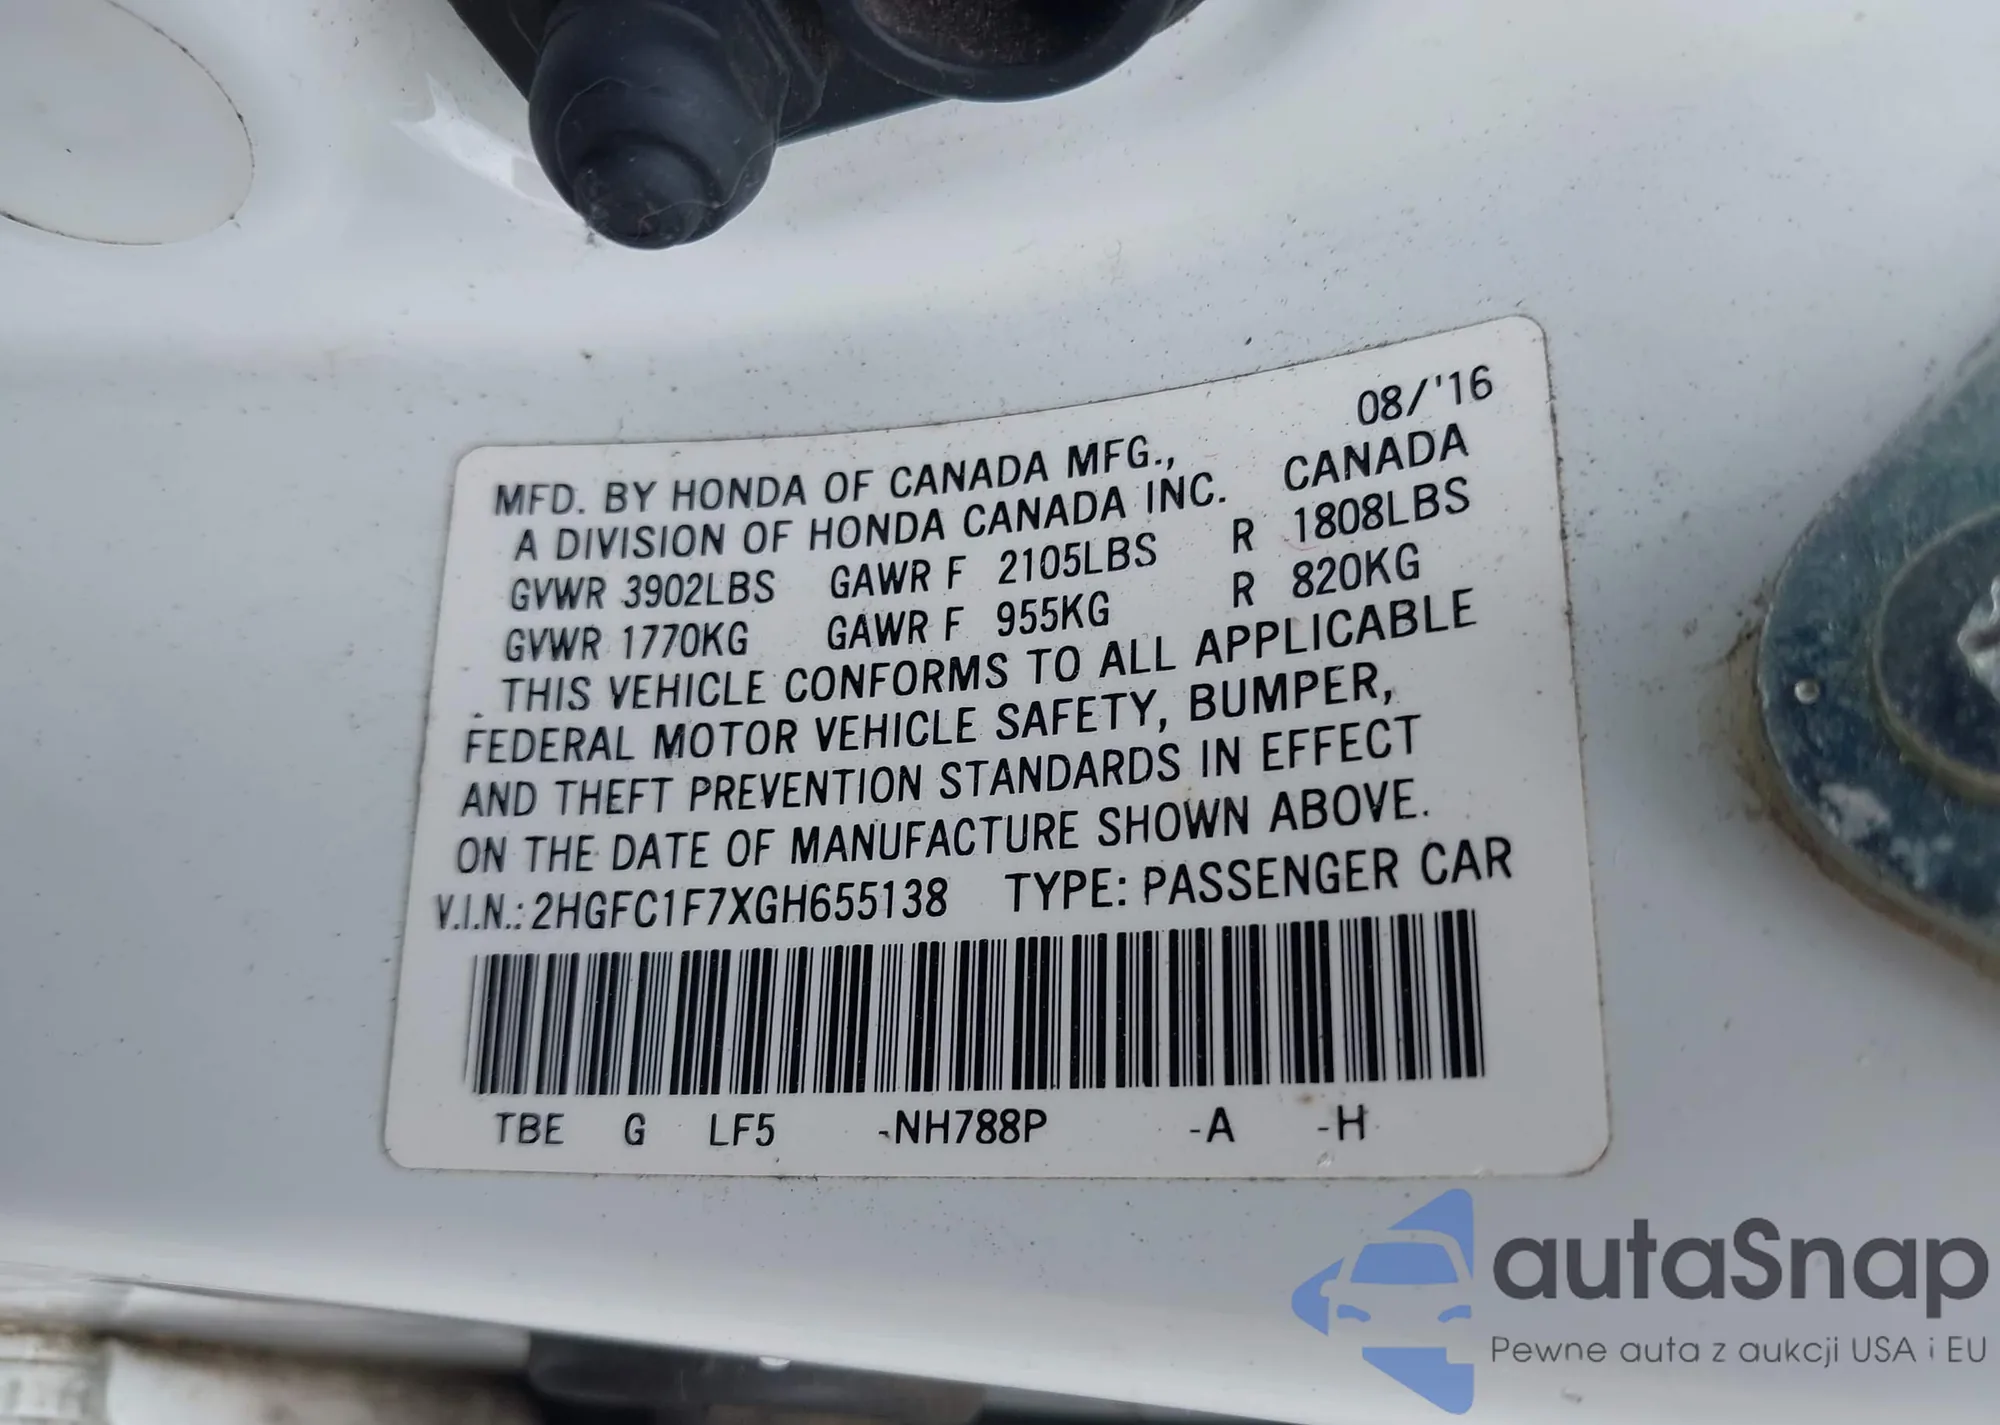 08/'16
MFD. BY HONDA OF CANADA MFG.,
A DIVISION OF HONDA CANADA INC. CANADA
GVWR 3902LBS GAWR F 2105LBS R 1808LBS
GVWR 1770KG GAWR F 955KG R 820KG
THIS VEHICLE CONFORMS TO ALL APPLICABLE
FEDERAL MOTOR VEHICLE SAFETY, BUMPER,
AND THEFT PREVENTION STANDARDS IN EFFECT
ON THE DATE OF MANUFACTURE SHOWN ABOVE.
V.I.N.: 2HGFC1F7XGH655138 TYPE: PASSENGER CAR
TBE G LF5 -NH788P -A -H
autaSnap
Pewne auta z aukcji USA i EU